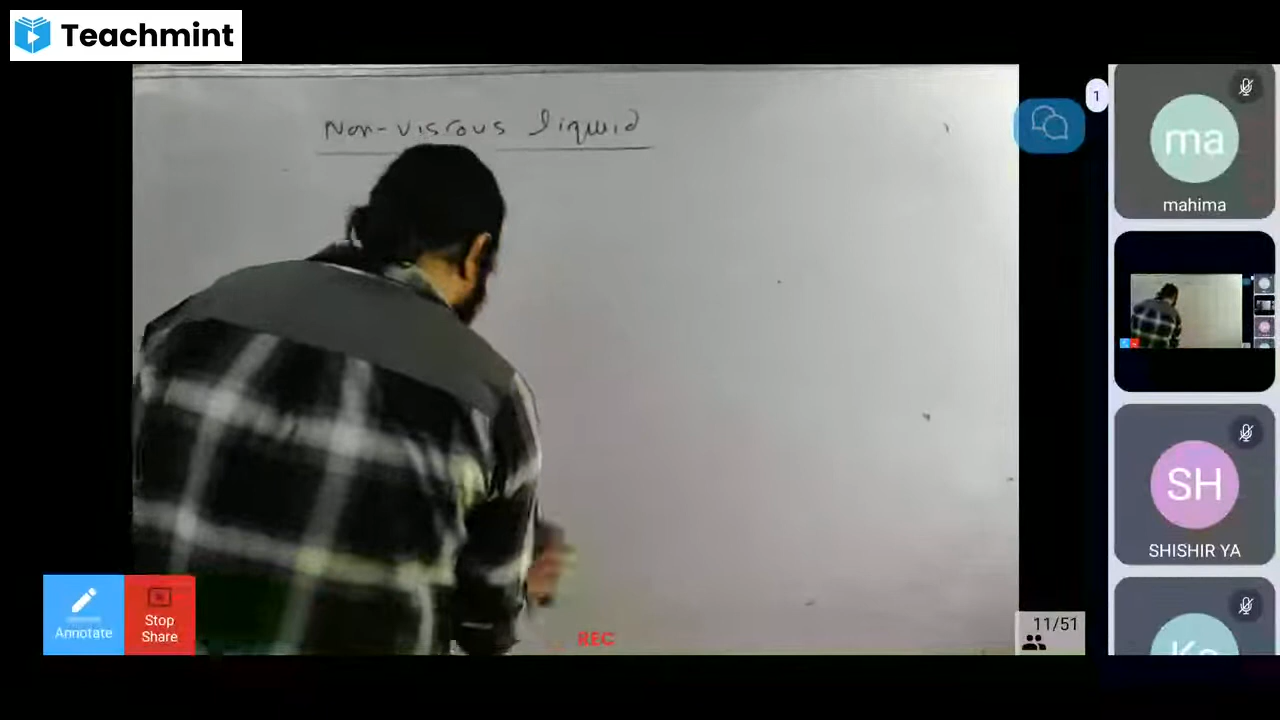 Teachmint
Non-viscous liquid
1
ma
mahima
SH
SHISHIR YA
Annotate
Stop
Share
REC
11/51